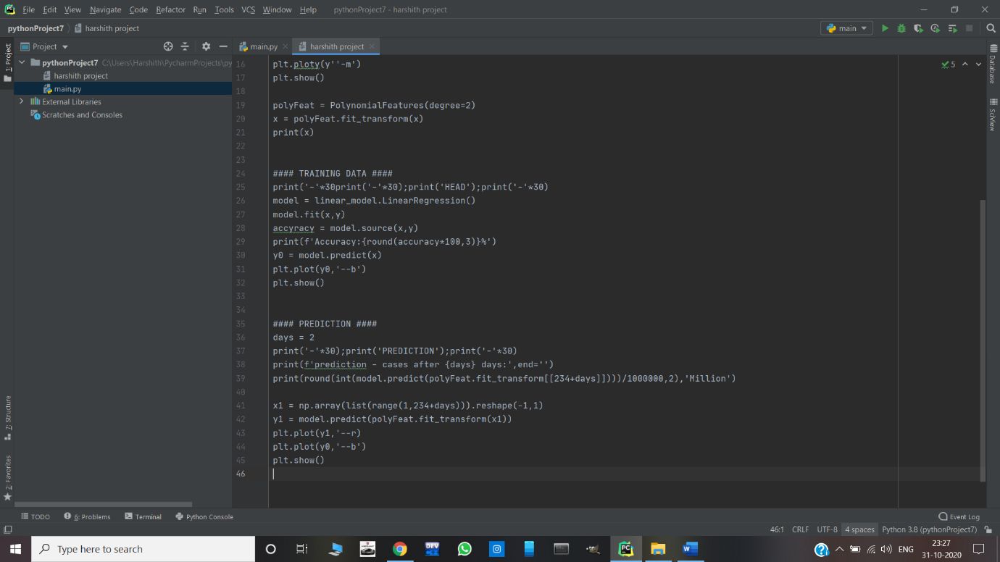 File Edit View Navigate Code Refactor Run Tools VCS Window Help pythonProject7 - harshith project
pythonProject7 harshith project main
1: Project
Project
main.py
harshith project
pythonProject7 C:\Users\Harshith\PycharmProjects\py
harshith project
main.py
External Libraries
Scratches and Consoles
5
16 plt.ploty(y''-m')
17 plt.show()
18
19 polyFeat = PolynomialFeatures(degree=2)
20 x = polyFeat.fit_transform(x)
21 print(x)
22
23
24 #### TRAINING DATA ####
25 print('-'*30print('-'*30);print('HEAD');print('-'*30)
26 model = linear_model.LinearRegression()
27 model.fit(x,y)
28 accyracy = model.source(x,y)
29 print(f'Accuracy:{round(accuracy*100,3)}%')
30 y0 = model.predict(x)
31 plt.plot(y0,'--b')
32 plt.show()
33
34
35 #### PREDICTION ####
36 days = 2
37 print('-'*30);print('PREDICTION');print('-'*30)
38 print(f'prediction - cases after {days} days:',end='')
39 print(round(int(model.predict(polyFeat.fit_transform[[234+days]])))/1000000,2),'Million')
40
41 x1 = np.array(list(range(1,234+days))).reshape(-1,1)
42 y1 = model.predict(polyFeat.fit_transform(x1))
43 plt.plot(y1,'--r)
44 plt.plot(y0,'--b')
45 plt.show()
46
Database
SciView
7: Structure
2: Favorites
TODO 6: Problems Terminal Python Console Event Log
46:1 CRLF UTF-8 4 spaces Python 3.8 (pythonProject7)
Type here to search
DEV
PC
W
ENG
23:27
31-10-2020